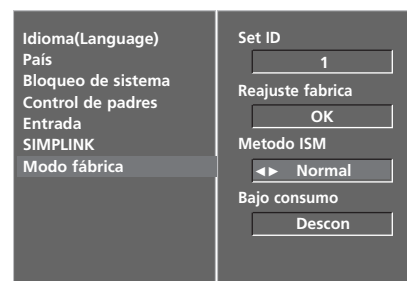 Idioma(Language)
País
Bloqueo de sistema
Control de padres
Entrada
SIMPLINK
Modo fábrica
Set ID
1
Reajuste fabrica
OK
Metodo ISM
◄► Normal
Bajo consumo
Descon